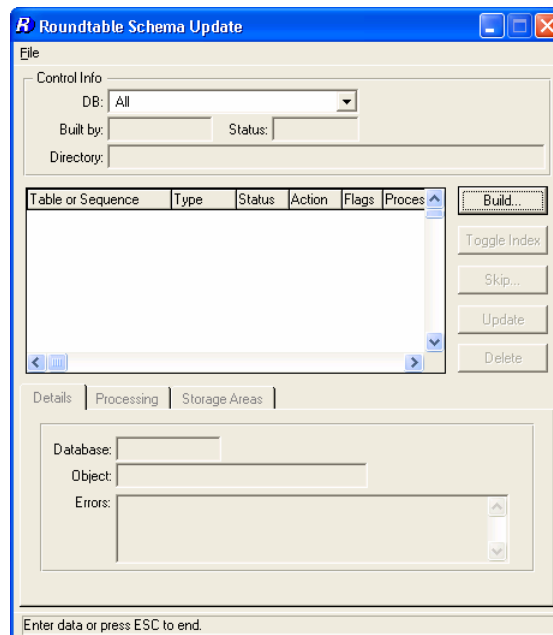 R Roundtable Schema Update
File
Control Info
DB: All
Built by: Status:
Directory:
Table or Sequence Type Status Action Flags Proces
Build...
Toggle Index
Skip...
Update
Delete
Details Processing Storage Areas
Database:
Object:
Errors:
Enter data or press ESC to end.